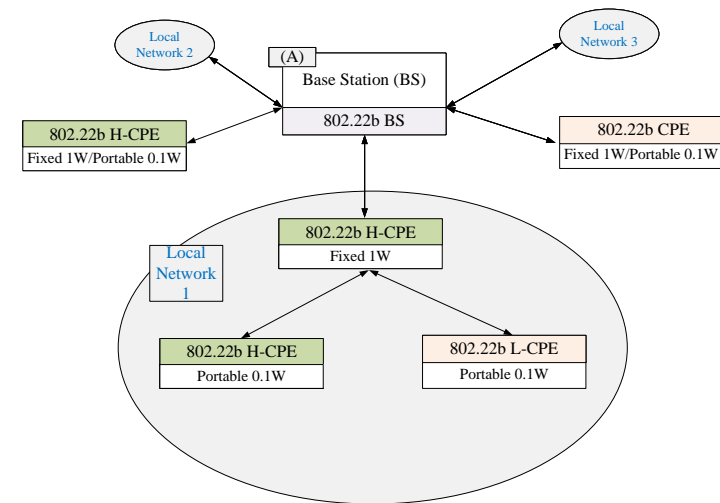 Local
Network 2
Local
Network 3
(A)
Base Station (BS)
802.22b BS
802.22b H-CPE
Fixed 1W/Portable 0.1W
802.22b CPE
Fixed 1W/Portable 0.1W
802.22b H-CPE
Fixed 1W
Local
Network
1
802.22b H-CPE
Portable 0.1W
802.22b L-CPE
Portable 0.1W